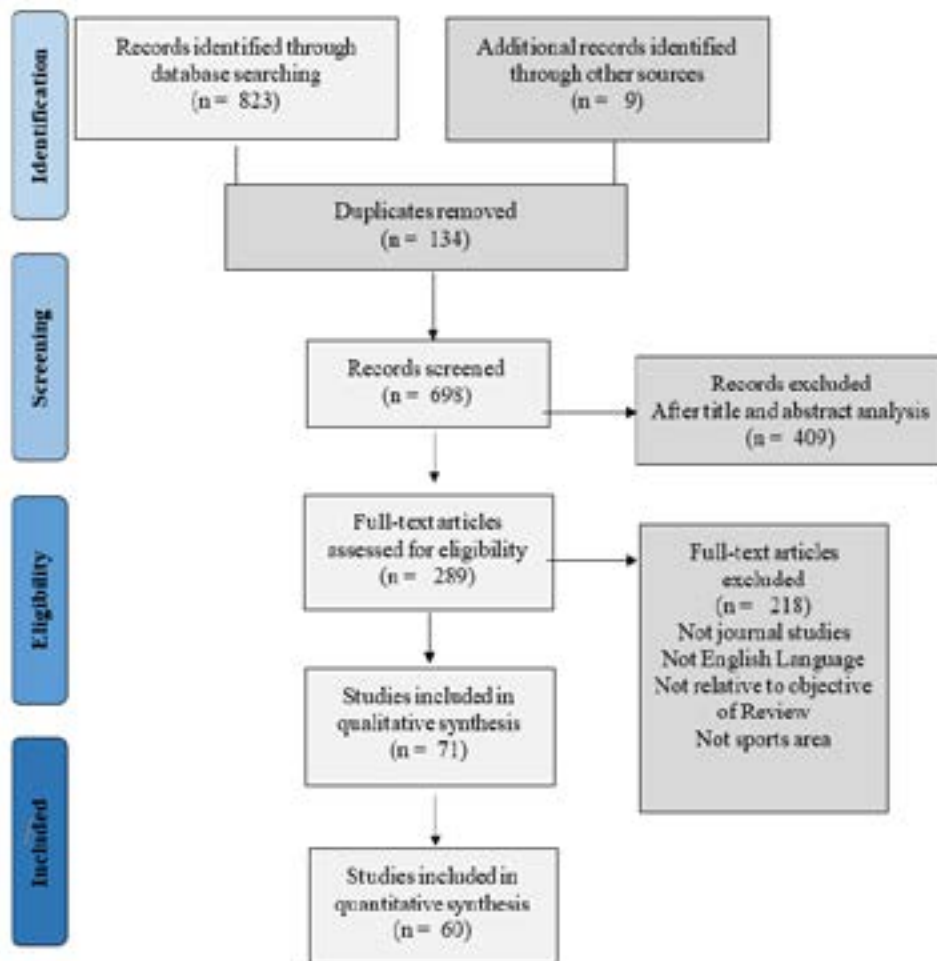 Identification
Records identified through
database searching
(n = 823)
Additional records identified
through other sources
(n = 9)
Duplicates removed
(n = 134)
Screening
Records screened
(n = 698)
Records excluded
After title and abstract analysis
(n = 409)
Eligibility
Full-text articles
assessed for eligibility
(n = 289)
Full-text articles
excluded
(n = 218)
Not journal studies
Not English Language
Not relative to objective
of Review
Not sports area
Studies included in
qualitative synthesis
(n = 71)
Included
Studies included in
quantitative synthesis
(n = 60)